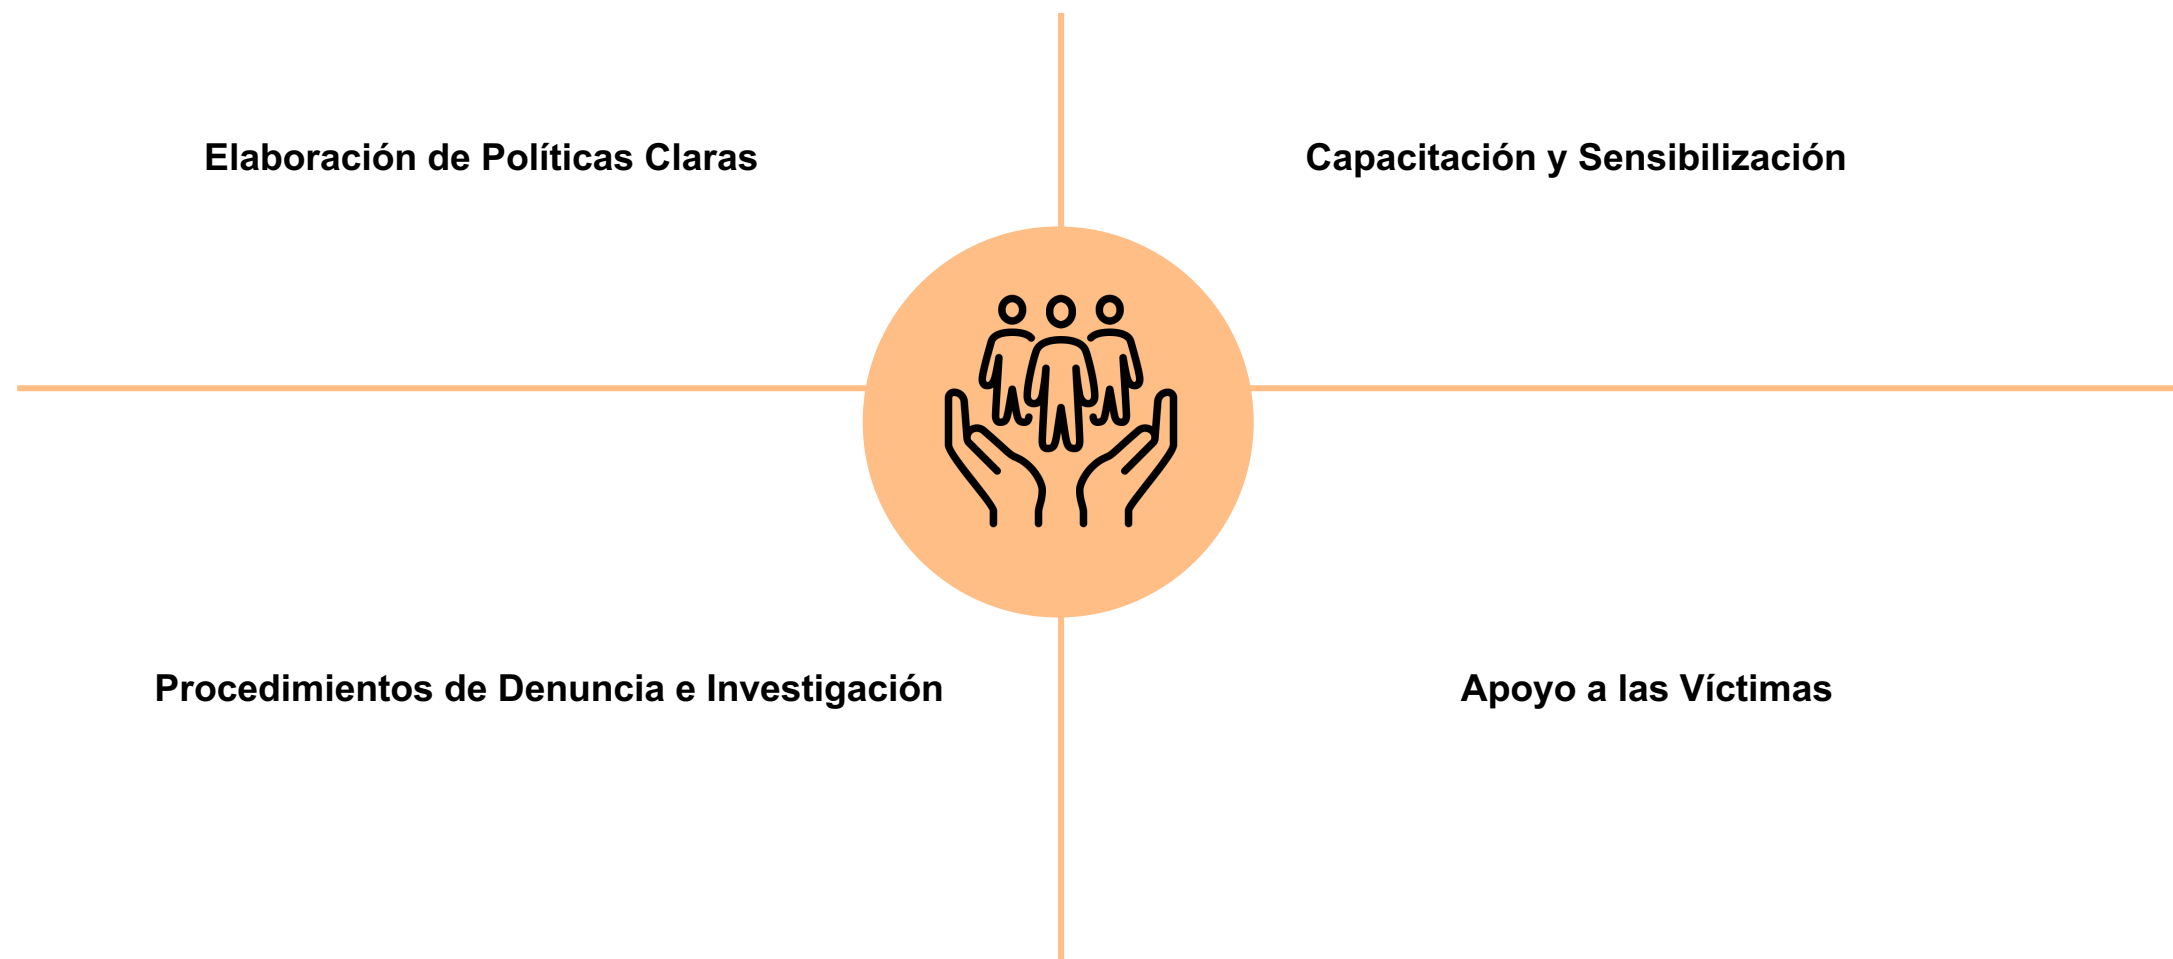 Elaboración de Políticas Claras
Capacitación y Sensibilización
Procedimientos de Denuncia e Investigación
Apoyo a las Víctimas